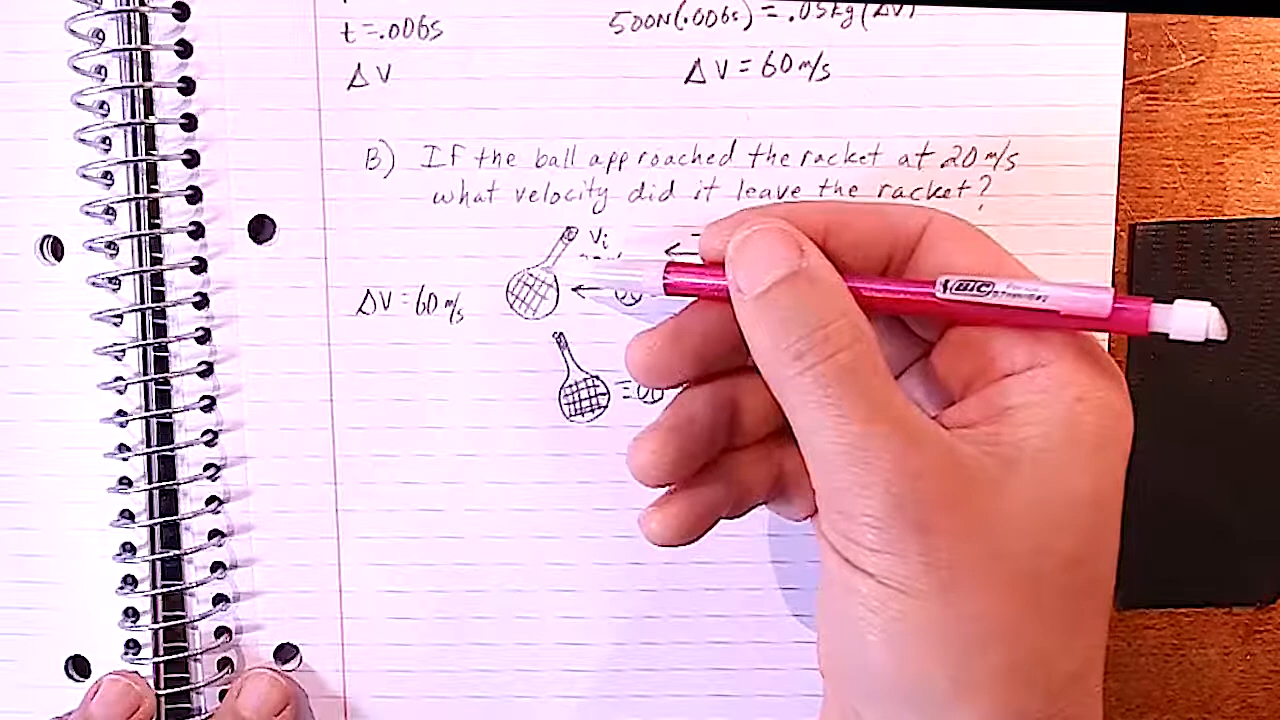 t = .006s
500N(.006s) = .05kg(ΔV)
ΔV
ΔV = 60 m/s
B) If the ball approached the racket at 20 m/s
what velocity did it leave the racket?
Vi
ΔV = 60 m/s
BIC